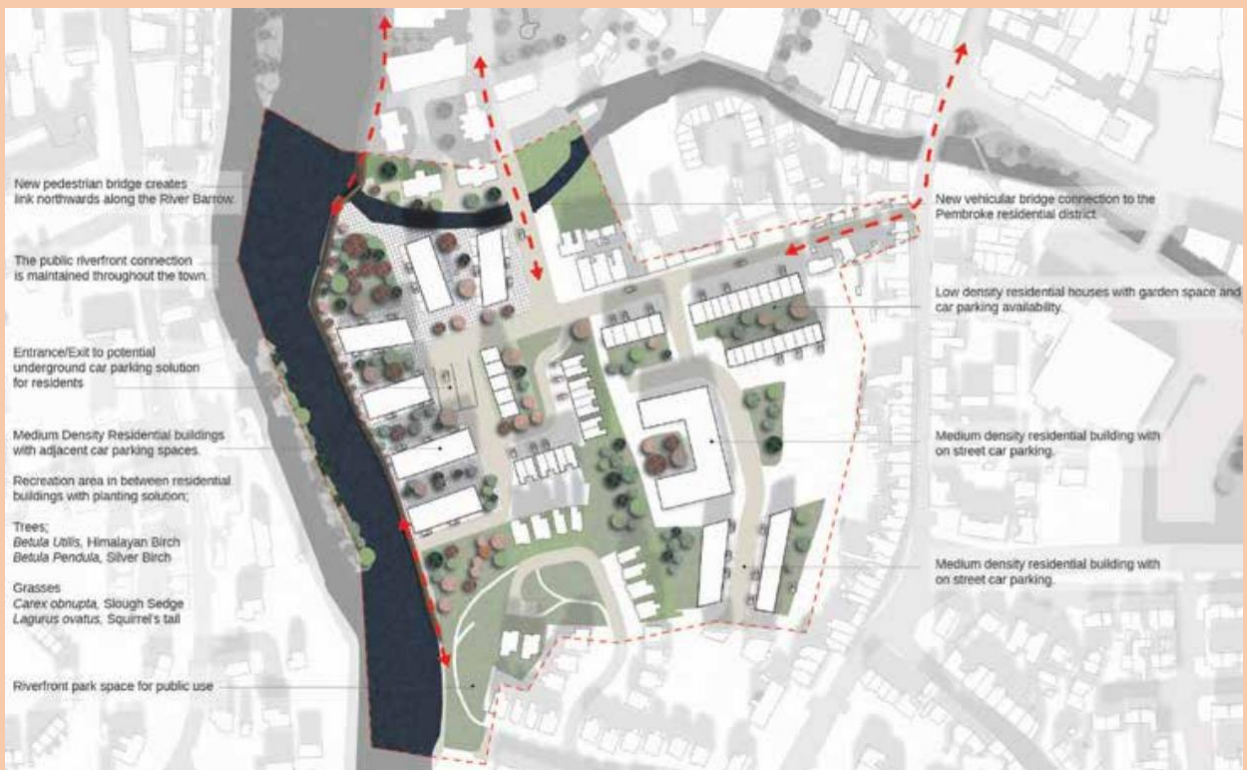 New pedestrian bridge creates
link northwards along the River Barrow.
The public riverfront connection
is maintained throughout the town.
Entrance/Exit to potential
underground car parking solution
for residents
Medium Density Residential buildings
with adjacent car parking spaces.
Recreation area in between residential
buildings with planting solution;
Trees;
Betula Utilis, Himalayan Birch
Betula Pendula, Silver Birch
Grasses
Carex obnupta, Slough Sedge
Lagurus ovatus, Squirrel's tail
Riverfront park space for public use
New vehicular bridge connection to the
Pembroke residential district.
Low density residential houses with garden space and
car parking availability.
Medium density residential building with
on street car parking.
Medium density residential building with
on street car parking.